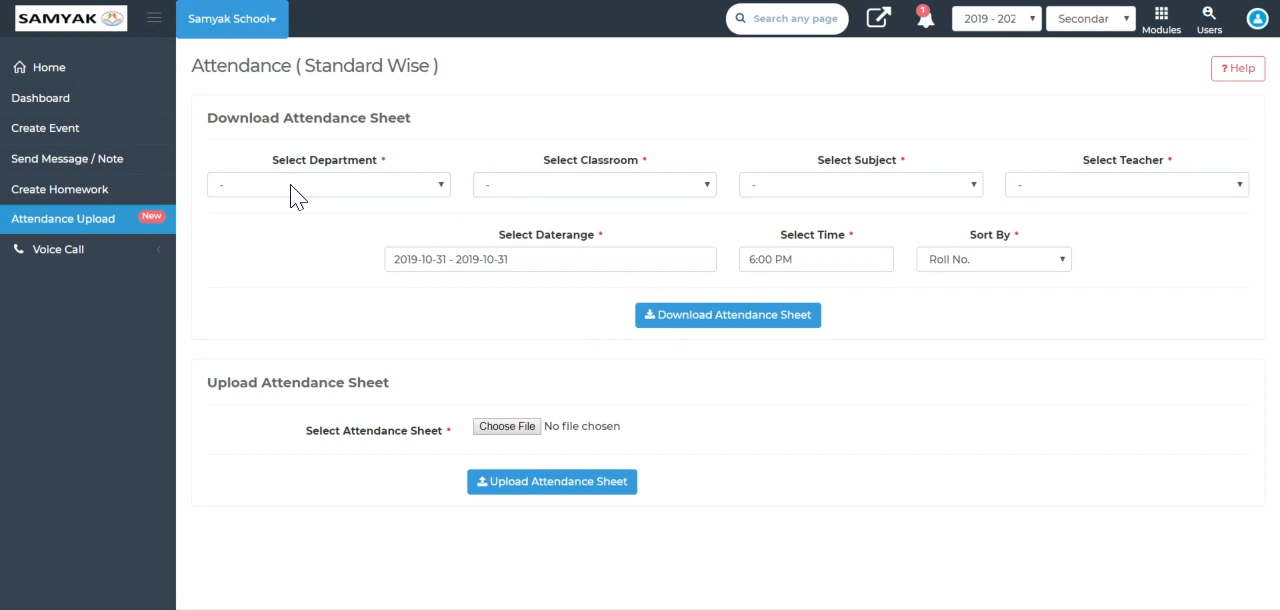 SAMYAK
Samyak School
Search any page
1
2019 - 202
Secondar
Modules
Users
Home
Dashboard
Create Event
Send Message / Note
Create Homework
Attendance Upload New
Voice Call
Attendance ( Standard Wise )
? Help
Download Attendance Sheet
Select Department * Select Classroom * Select Subject * Select Teacher *
- - - -
Select Daterange * Select Time * Sort By *
2019-10-31 - 2019-10-31 6:00 PM Roll No.
Download Attendance Sheet
Upload Attendance Sheet
Select Attendance Sheet * Choose File No file chosen
Upload Attendance Sheet